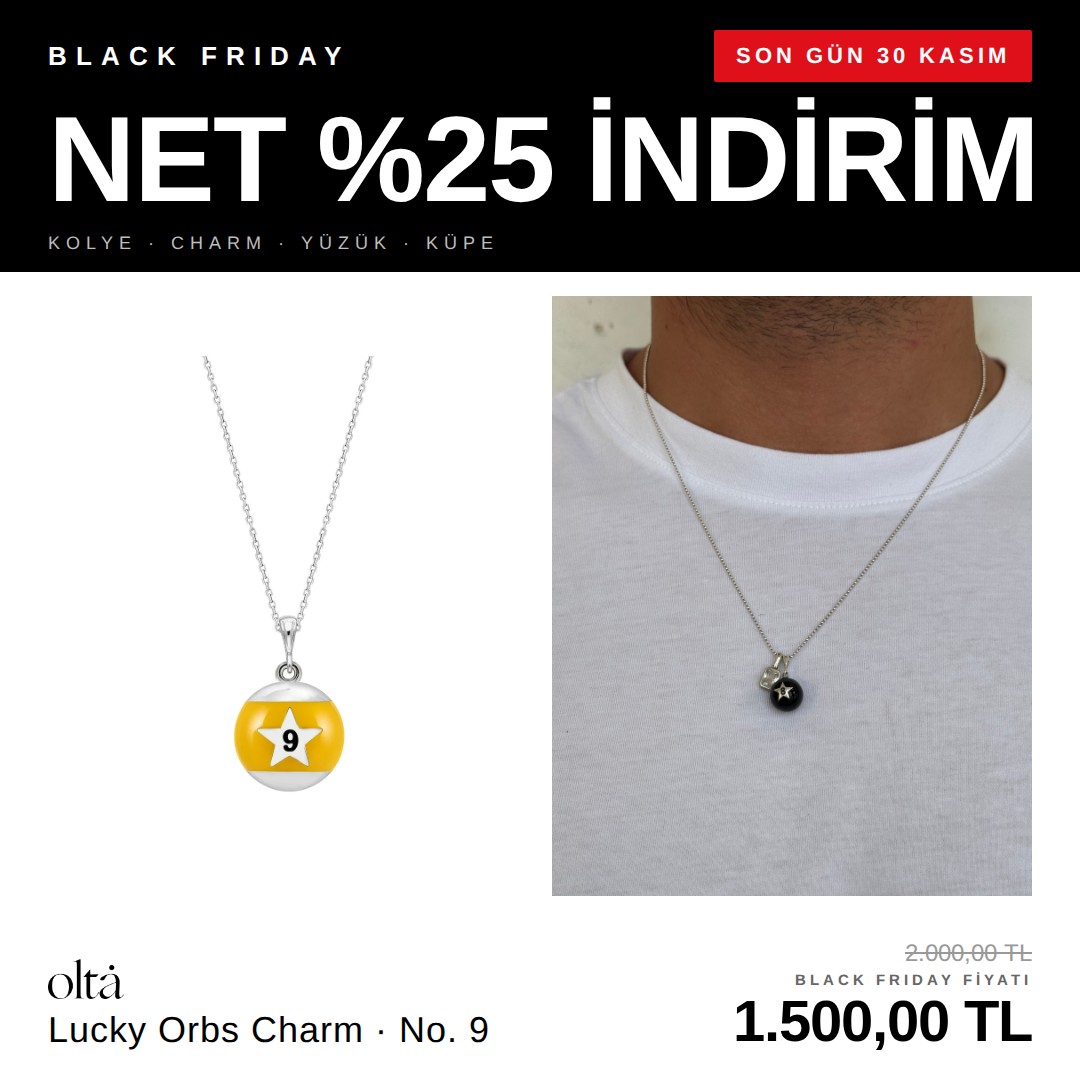 BLACK FRIDAY
SON GÜN 30 KASIM
NET %25 İNDİRİM
KOLYE · CHARM · YÜZÜK · KÜPE
9
olta
Lucky Orbs Charm · No. 9
2.000,00 TL
BLACK FRIDAY FİYATI
1.500,00 TL